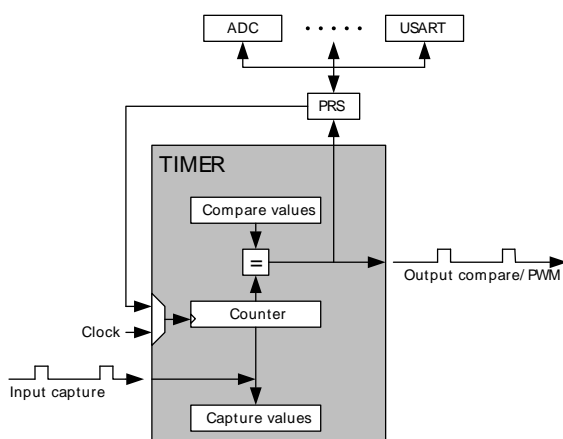 ADC
.....
USART
PRS
TIMER
Compare values
=
Output compare/ PWM
Counter
Clock
Input capture
Capture values